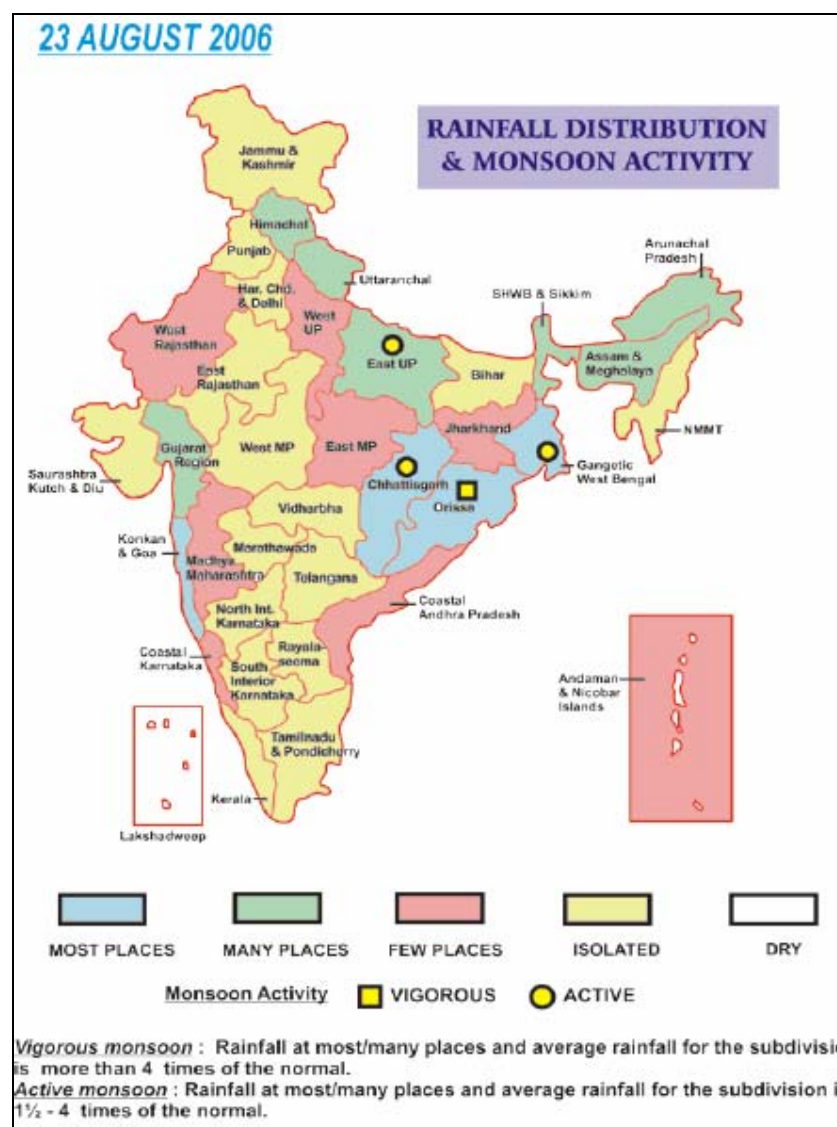 23 AUGUST 2006
RAINFALL DISTRIBUTION
& MONSOON ACTIVITY
Jammu &
Kashmir
Himachal
Punjab
Uttaranchal
Har. Chd.
& Delhi
West
UP
West
Rajasthan
East
Rajasthan
East UP
Bihar
SHWB & Sikkim
Arunachal
Pradesh
Assam &
Meghalaya
NMMT
Gujarat
Region
West MP
East MP
Jharkhand
Gangetic
West Bengal
Saurashtra
Kutch & Diu
Chhattisgarh
Orissa
Vidharbha
Konkan
& Goa
Madhya
Maharashtra
Marathawada
Telangana
North Int.
Karnataka
Coastal
Andhra Pradesh
Coastal
Karnataka
Rayala-
seema
South
Interior
Karnataka
Andaman
& Nicobar
Islands
Tamilnadu
& Pondicherry
Kerala
Lakshadweep
MOST PLACES
MANY PLACES
FEW PLACES
ISOLATED
DRY
Monsoon Activity
VIGOROUS
ACTIVE
Vigorous monsoon : Rainfall at most/many places and average rainfall for the subdivisi
is more than 4 times of the normal.
Active monsoon : Rainfall at most/many places and average rainfall for the subdivision i
1½ - 4 times of the normal.